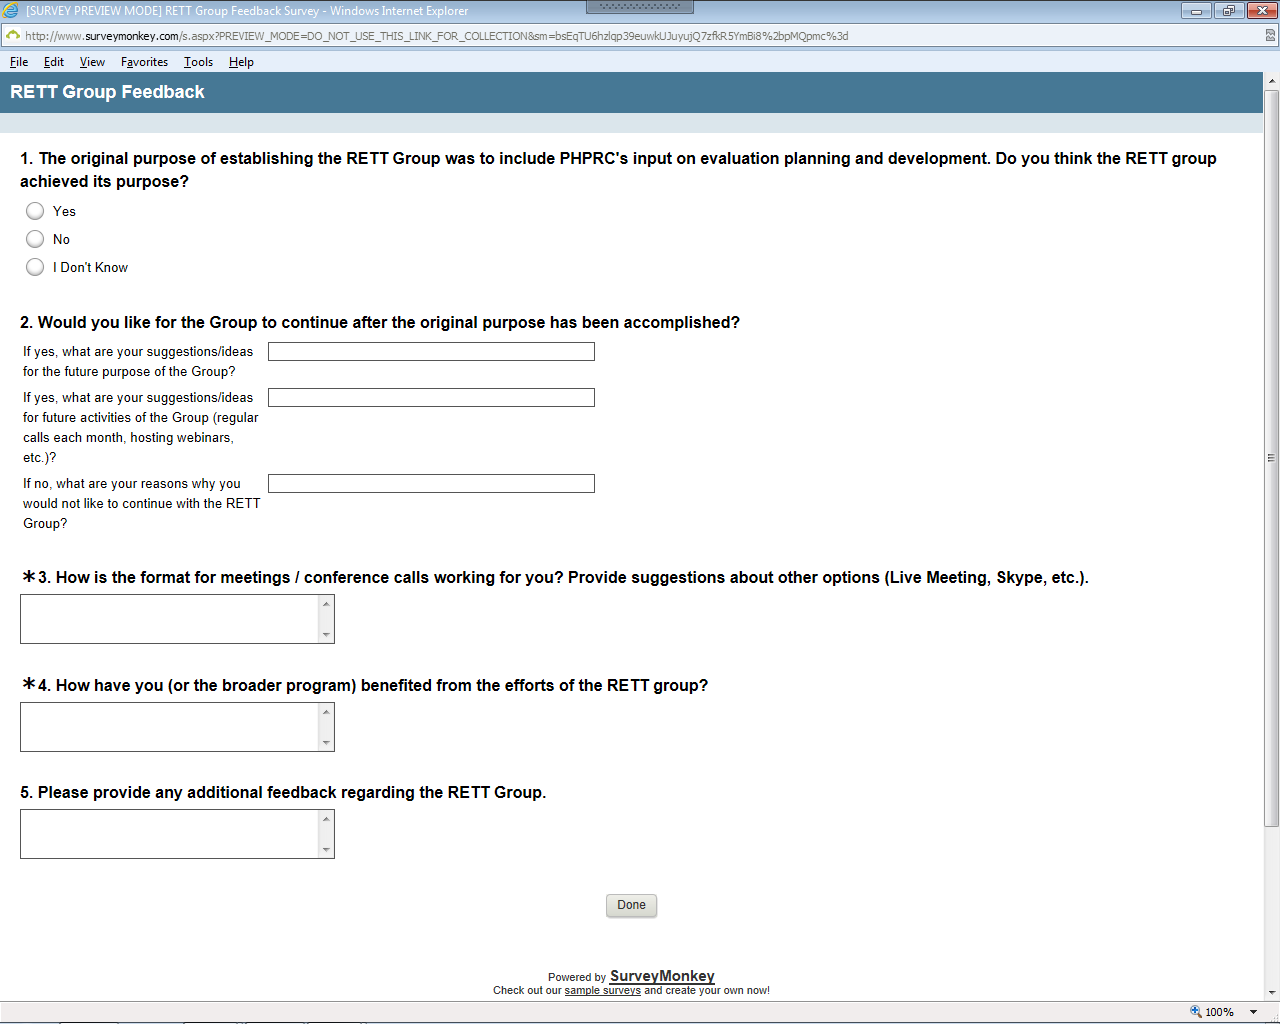 [SURVEY PREVIEW MODE] RETT Group Feedback Survey - Windows Internet Explorer
http://www.surveymonkey.com/s.aspx?PREVIEW_MODE=DO_NOT_USE_THIS_LINK_FOR_COLLECTION&sm=bsEqTU6hzlqp39euwkUJuyujQ7zfkR5YmBi8%2bpMQpmc%3d
File Edit View Favorites Tools Help
RETT Group Feedback
1. The original purpose of establishing the RETT Group was to include PHPRC's input on evaluation planning and development. Do you think the RETT group
achieved its purpose?
Yes
No
I Don't Know
2. Would you like for the Group to continue after the original purpose has been accomplished?
If yes, what are your suggestions/ideas
for the future purpose of the Group?
If yes, what are your suggestions/ideas
for future activities of the Group (regular
calls each month, hosting webinars,
etc.)?
If no, what are your reasons why you
would not like to continue with the RETT
Group?
*3. How is the format for meetings / conference calls working for you? Provide suggestions about other options (Live Meeting, Skype, etc.).
*4. How have you (or the broader program) benefited from the efforts of the RETT group?
5. Please provide any additional feedback regarding the RETT Group.
Done
Powered by SurveyMonkey
Check out our sample surveys and create your own now!
100%